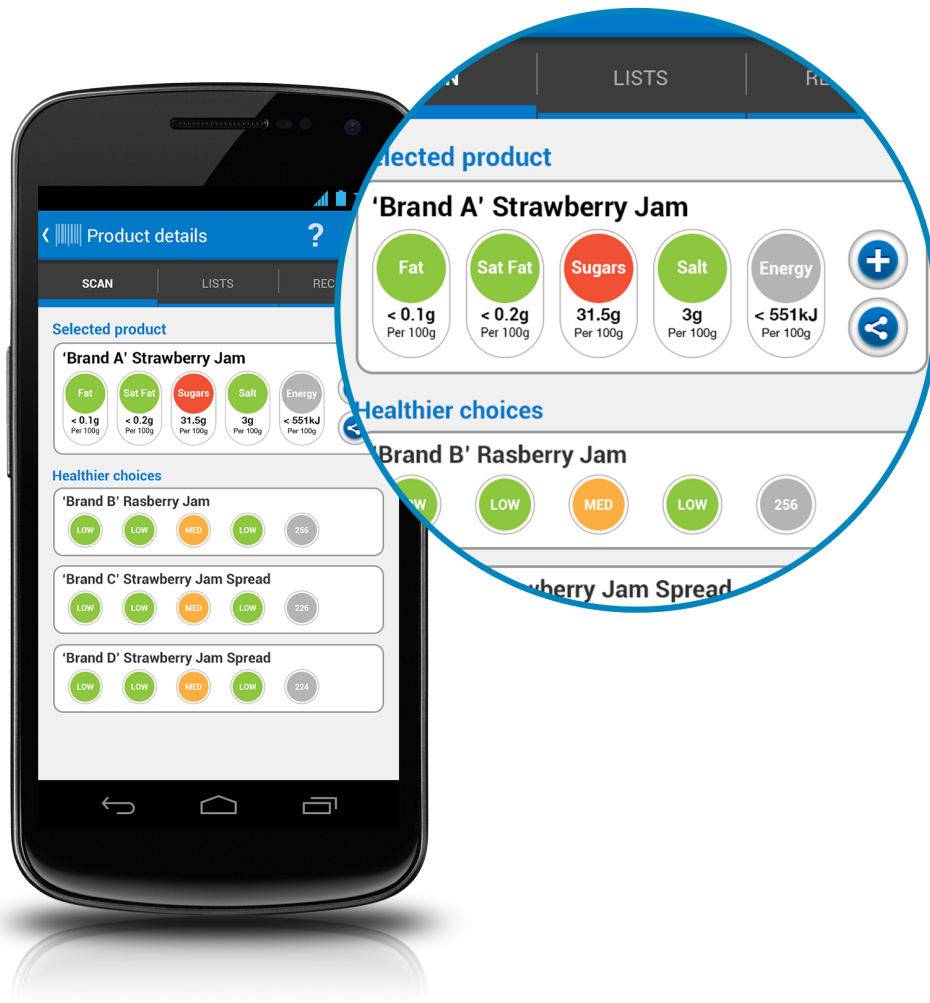 Product details
?
SCAN
LISTS
REC
Selected product
'Brand A' Strawberry Jam
Fat
Sat Fat
Sugars
Salt
Energy
< 0.1g
< 0.2g
31.5g
3g
< 551kJ
Per 100g
Per 100g
Per 100g
Per 100g
Per 100g
Healthier choices
'Brand B' Rasberry Jam
LOW
LOW
MED
LOW
256
'Brand C' Strawberry Jam Spread
LOW
LOW
MED
LOW
226
'Brand D' Strawberry Jam Spread
LOW
LOW
MED
LOW
224
N
LISTS
RE
elected product
'Brand A' Strawberry Jam
Fat
Sat Fat
Sugars
Salt
Energy
< 0.1g
< 0.2g
31.5g
3g
< 551kJ
Per 100g
Per 100g
Per 100g
Per 100g
Per 100g
Healthier choices
'Brand B' Rasberry Jam
W
LOW
MED
LOW
256
wberry Jam Spread